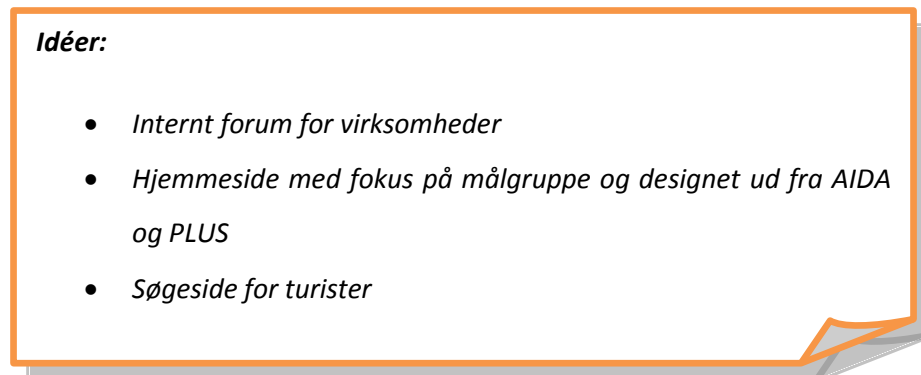 Idéer:
• Internt forum for virksomheder
• Hjemmeside med fokus på målgruppe og designet ud fra AIDA
og PLUS
• Søgeside for turister